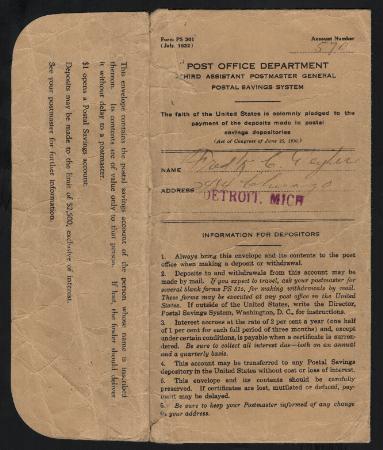 Form PS 301
(July, 1932)
Account Number
570
POST OFFICE DEPARTMENT
THIRD ASSISTANT POSTMASTER GENERAL
POSTAL SAVINGS SYSTEM
The faith of the United States is solemnly pledged to the
payment of the deposits made in postal
savings depositories
(Act of Congress of June 25, 1910.)
NAME
ADDRESS
DETROIT, MICH
INFORMATION FOR DEPOSITORS
1. Always bring this envelope and its contents to the post
office when making a deposit or withdrawal.
2. Deposits to and withdrawals from this account may be
made by mail. If you expect to travel, ask your postmaster for
several blank forms PS 315, for making withdrawals by mail.
These forms may be executed at any post office in the United
States. If outside of the United States, write the Director,
Postal Savings System, Washington, D. C., for instructions.
3. Interest accrues at the rate of 2 per cent a year (one half
of 1 per cent for each full period of three months) and, except
under certain conditions, is payable when a certificate is surren-
dered. Be sure to collect all interest due—both on an annual
and a quarterly basis.
4. This account may be transferred to any Postal Savings
depository in the United States without cost or loss of interest.
5. This envelope and its contents should be carefully
preserved. If certificates are lost, mutilated or defaced, pay-
ment may be delayed.
6. Be sure to keep your Postmaster informed of any change
in your address.
This envelope contains the postal savings account of the person whose name is inscribed
thereon. Its contents are of value only to that person. If lost, the finder should deliver
it without delay to a postmaster.
$1 opens a Postal Savings account.
Deposits may be made to the limit of $2,500, exclusive of interest.
See your postmaster for further information.